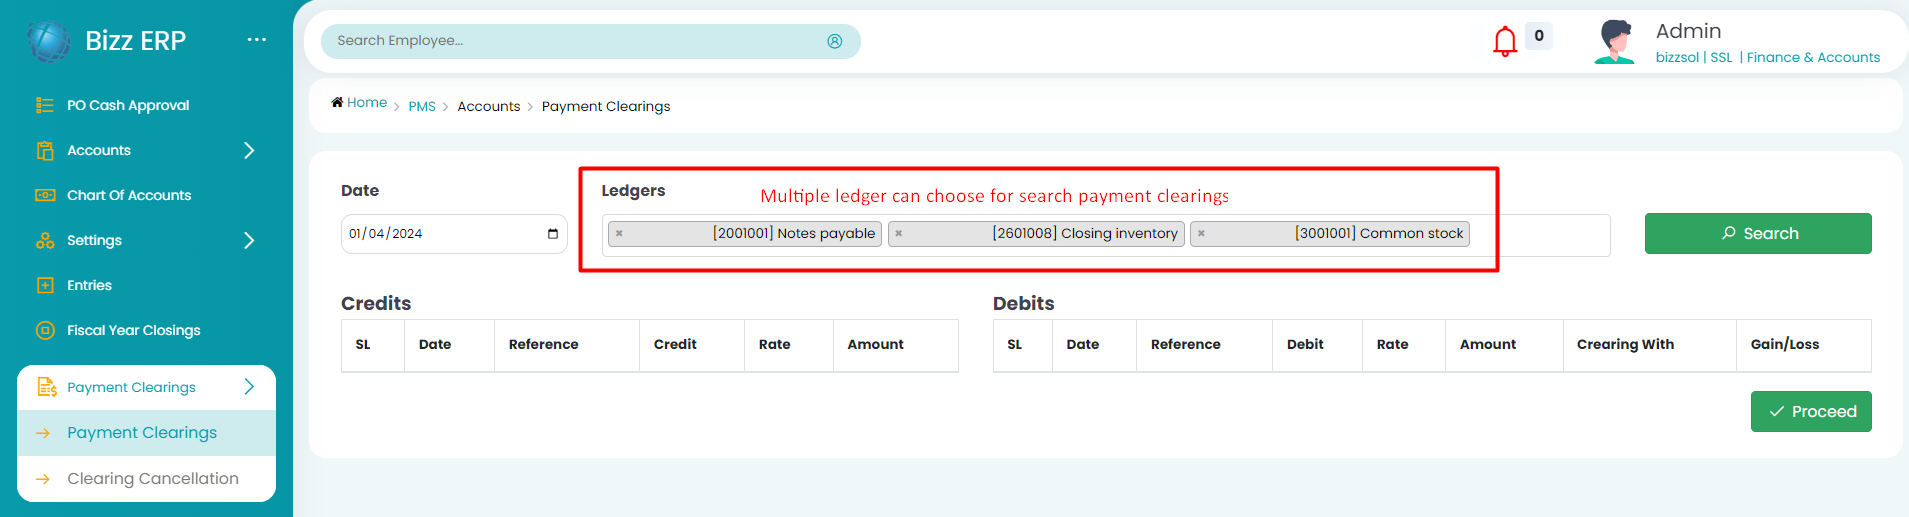 Bizz ERP ...
PO Cash Approval
Accounts
Chart Of Accounts
Settings
Entries
Fiscal Year Closings
Payment Clearings
Payment Clearings
Clearing Cancellation
Search Employee...
0
Admin
bizzsol | SSL | Finance & Accounts
Home > PMS > Accounts > Payment Clearings
Date
01/04/2024
Ledgers
Multiple ledger can choose for search payment clearings
× [2001001] Notes payable × [2601008] Closing inventory × [3001001] Common stock
Search
Credits
SL Date Reference Credit Rate Amount
Debits
SL Date Reference Debit Rate Amount Crearing With Gain/Loss
Proceed